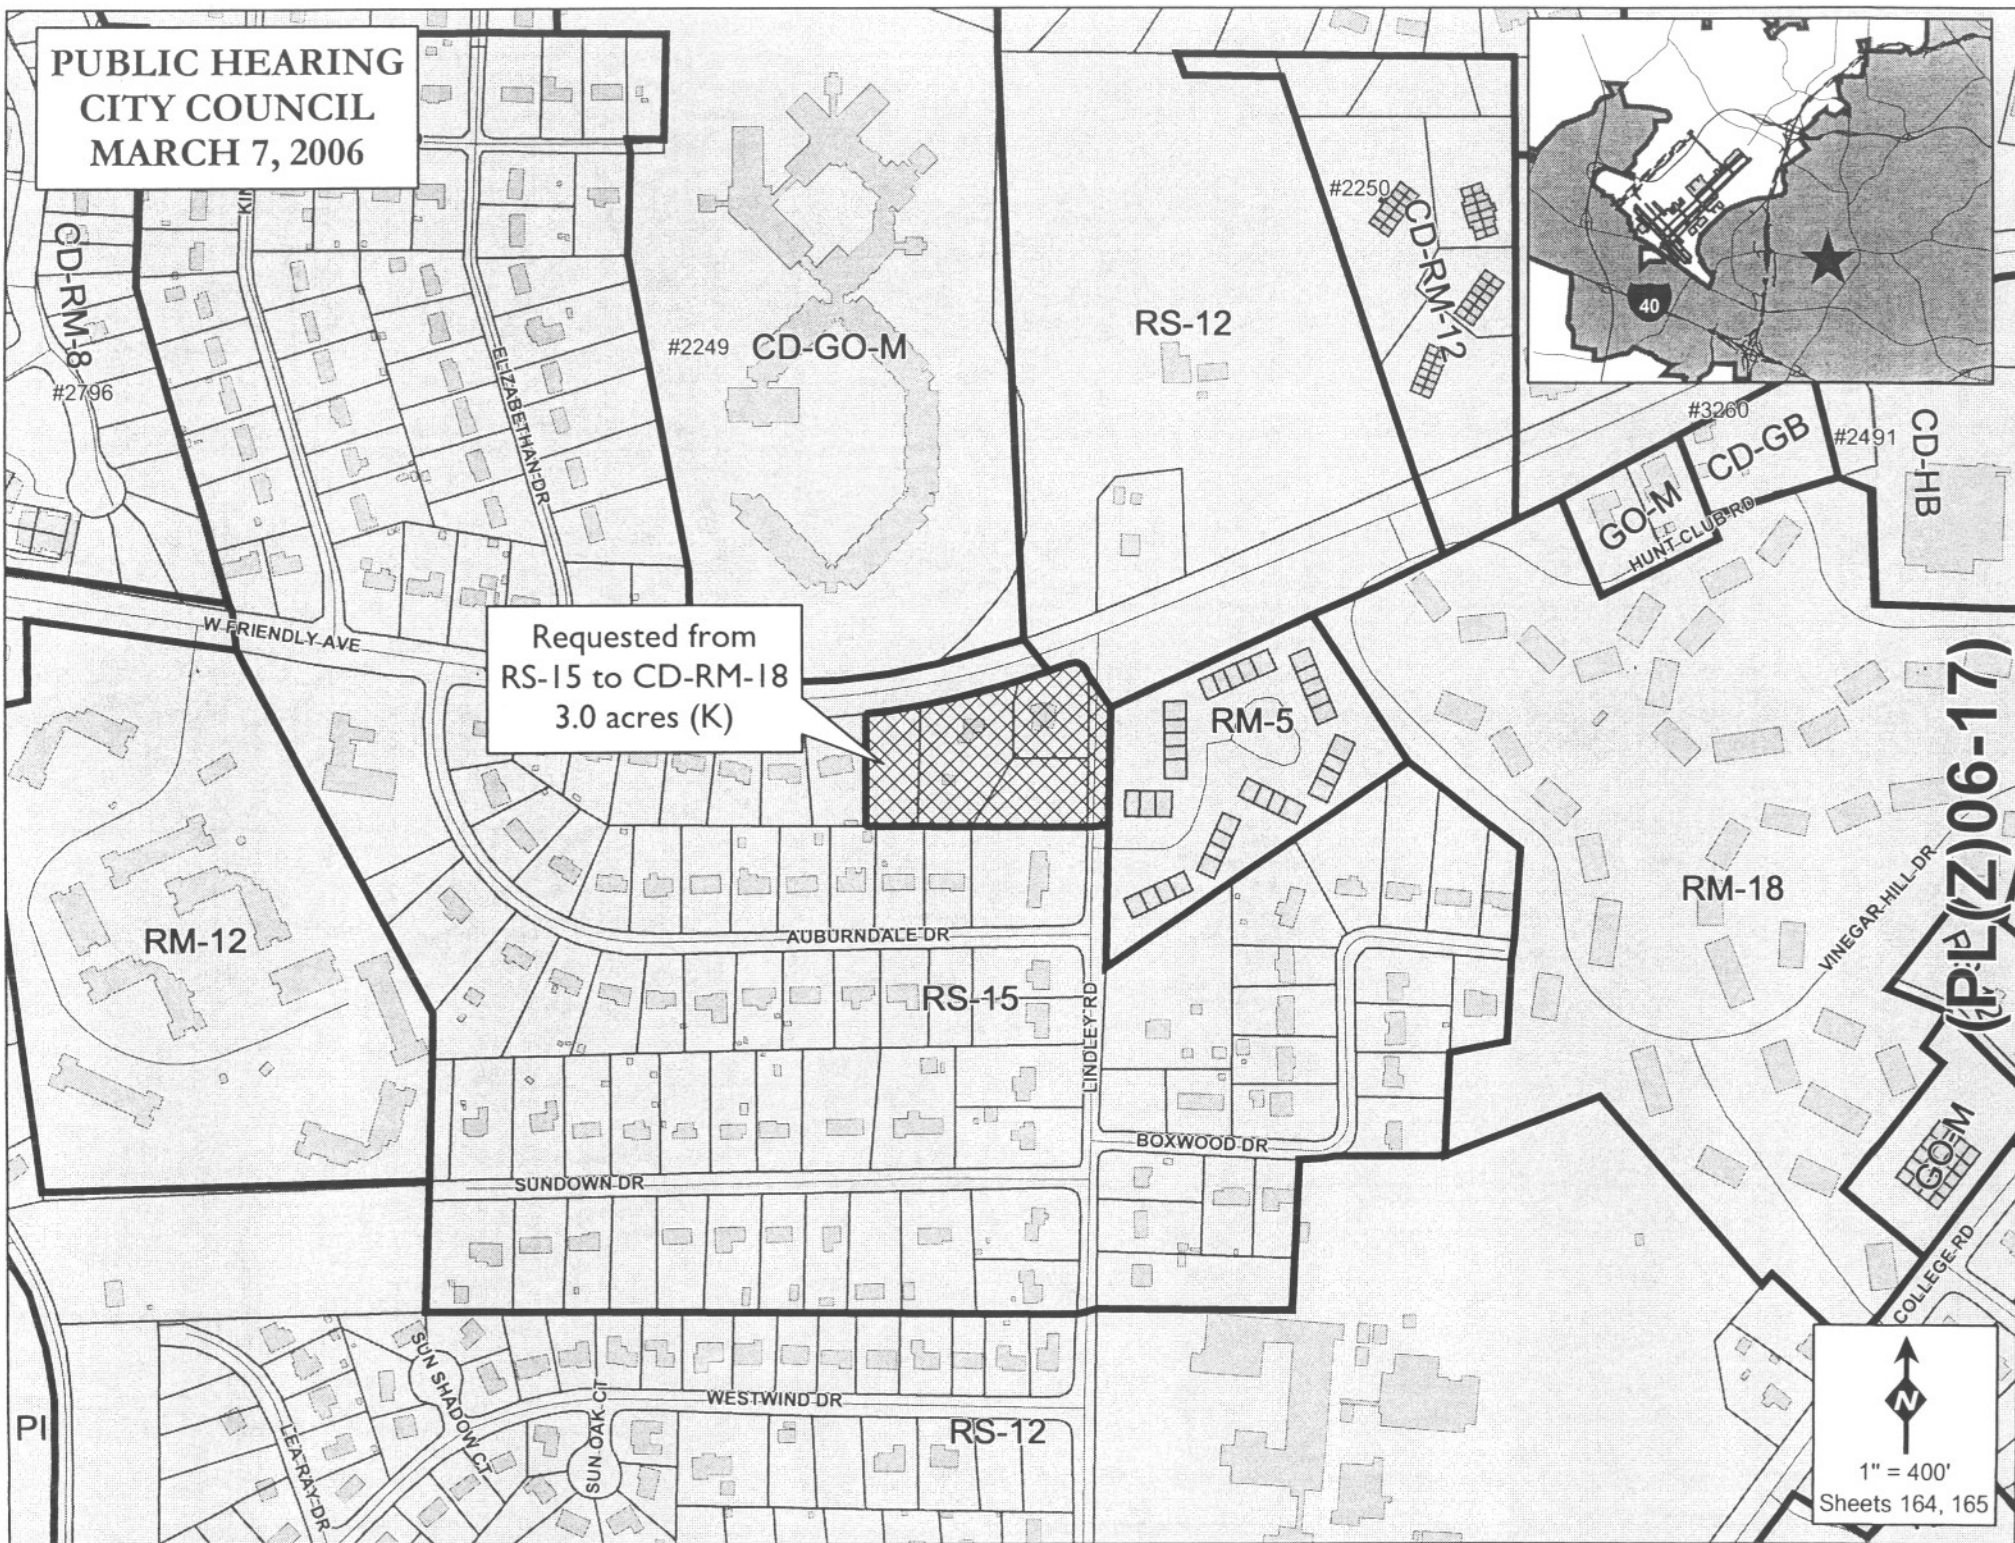 PUBLIC HEARING
CITY COUNCIL
MARCH 7, 2006
CD-RM-8
#2796
ELIZABETHAN DR
#2249
CD-GO-M
RS-12
#2250
CD-RM-12
40
#3260
CD-GB
#2491
CD-HB
GO-M
HUNT CLUB RD
W FRIENDLY AVE
Requested from
RS-15 to CD-RM-18
3.0 acres (K)
RM-5
(PL(Z)06-17)
RM-18
VINEGAR HILL DR
RM-12
AUBURNDALE DR
RS-15
LINDLEY RD
BOXWOOD DR
GO-M
SUNDOWN DR
COLLEGE RD
SUN SHADOW CT
LEA RAY DR
SUN OAK CT
WESTWIND DR
RS-12
PI
N
1" = 400'
Sheets 164, 165